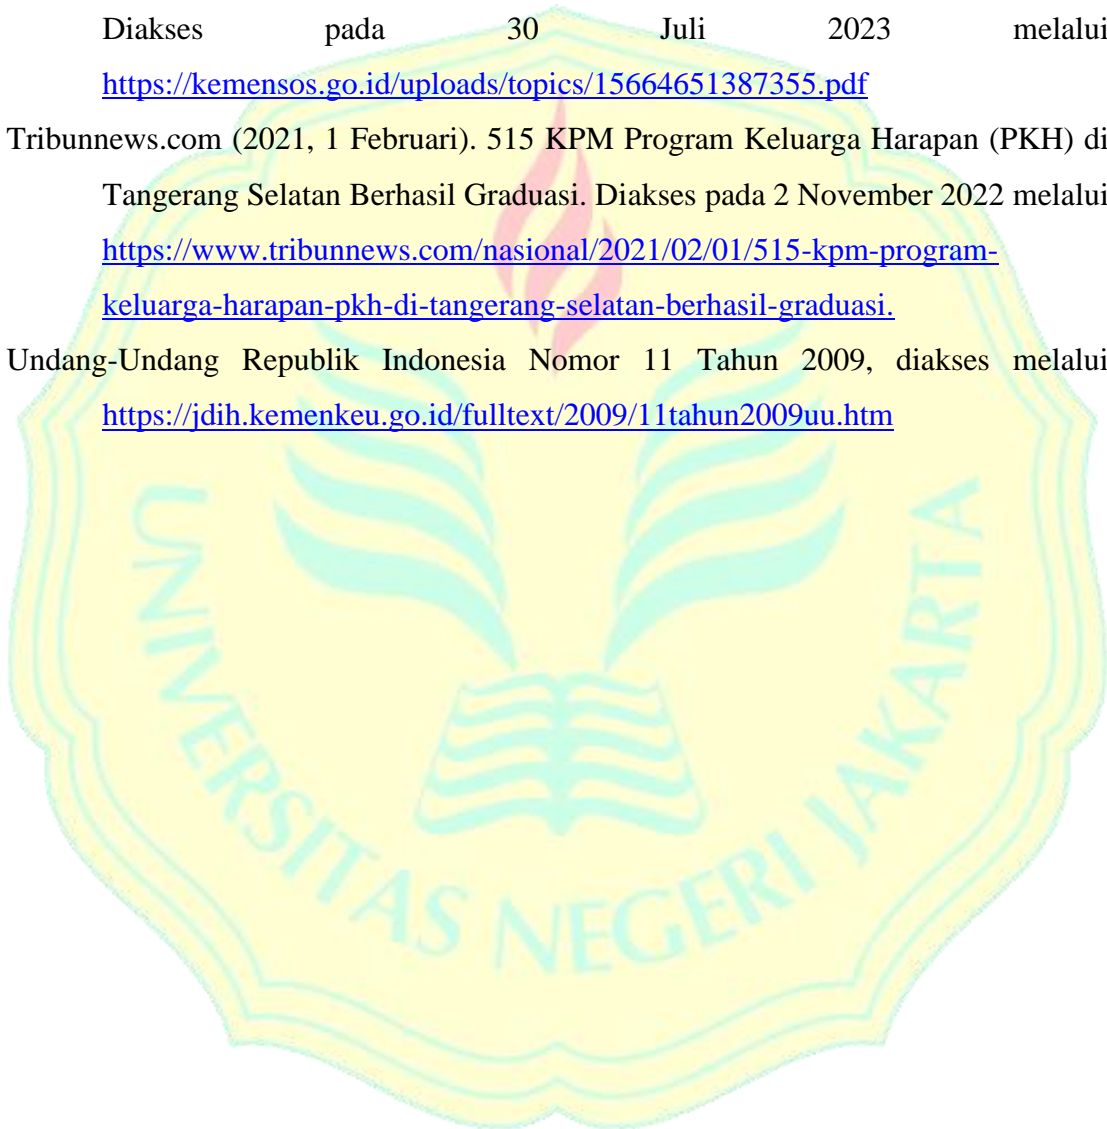 Diakses pada 30 Juli 2023 melalui
https://kemensos.go.id/uploads/topics/15664651387355.pdf
Tribunnews.com (2021, 1 Februari). 515 KPM Program Keluarga Harapan (PKH) di
Tangerang Selatan Berhasil Graduasi. Diakses pada 2 November 2022 melalui
https://www.tribunnews.com/nasional/2021/02/01/515-kpm-program-
keluarga-harapan-pkh-di-tangerang-selatan-berhasil-graduasi.
Undang-Undang Republik Indonesia Nomor 11 Tahun 2009, diakses melalui
https://jdih.kemenkeu.go.id/fulltext/2009/11tahun2009uu.htm
UNIVERSITAS NEGERI JAKARTA